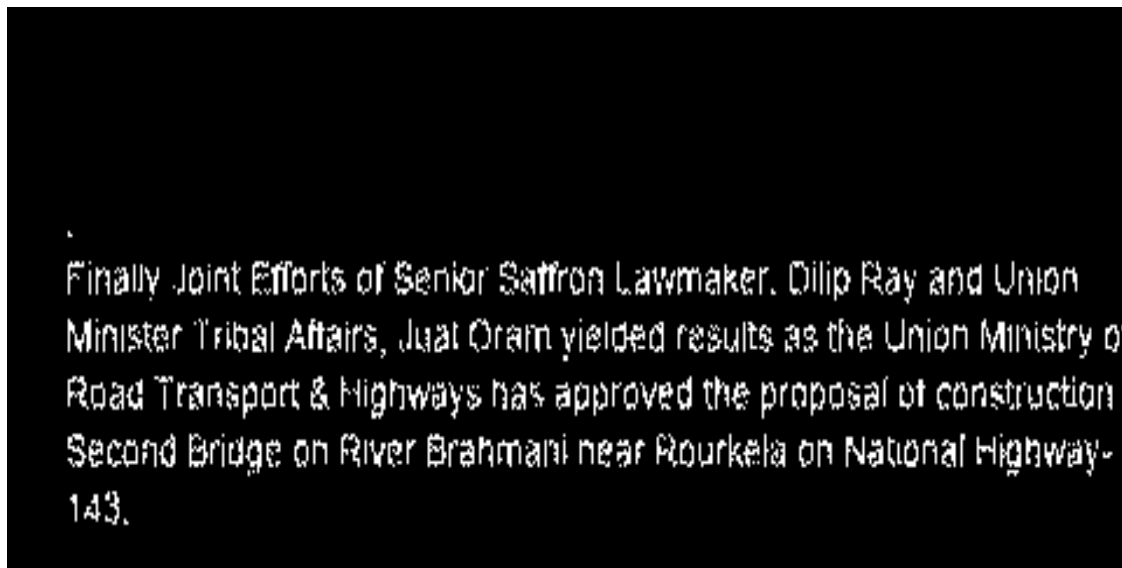 .
Finally Joint Efforts of Senior Saffron Lawmaker, Dilip Ray and Union
Minister Tribal Affairs, Jual Oram yielded results as the Union Ministry of
Road Transport & Highways has approved the proposal of construction
Second Bridge on River Brahmani near Rourkela on National Highway-
143.